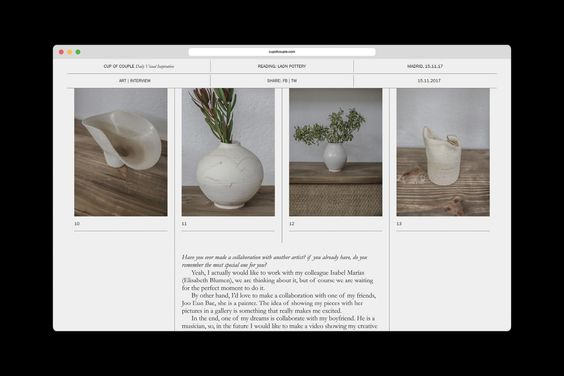 cupofcouple.com
CUP OF COUPLE Daily Visual Inspiration
READING: LADN POTTERY
MADRID, 15.11.17
ART | INTERVIEW
SHARE: FB | TW
15.11.2017
10
11
12
13
Have you ever made a collaboration with another artist? if you already have, do you
remember the most special one for you?
Yeah, I actually would like to work with my colleague Isabel Marías
(Elisabeth Blumen), we are thinking about it, but of course we are waiting
for the perfect moment to do it.
By other hand, I'd love to make a collaboration with one of my friends,
Joo Eun Bae, she is a painter. The idea of showing my pieces with her
pictures in a gallery is something that really makes me excited.
In the end, one of my dreams is collaborate with my boyfriend. He is a
musician, so, in the future I would like to make a video showing my creative